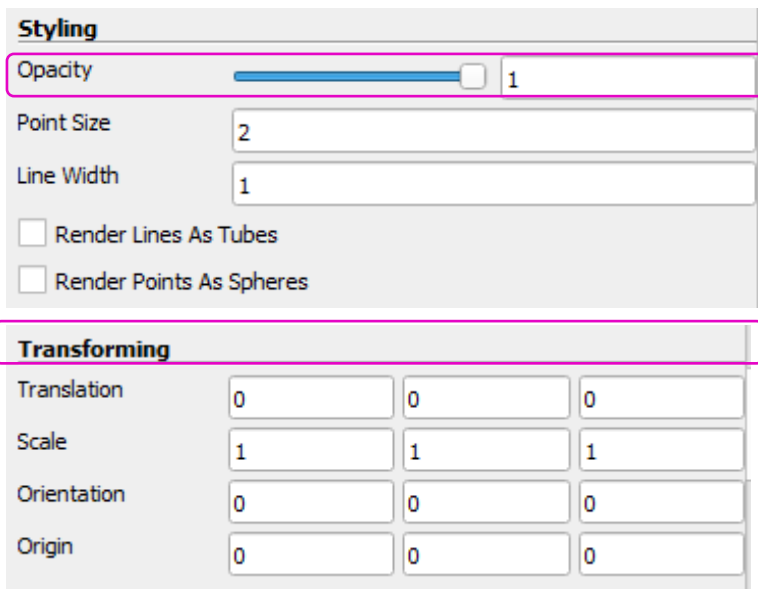 Styling
Opacity 1
Point Size 2
Line Width 1
Render Lines As Tubes
Render Points As Spheres
Transforming
Translation 0 0 0
Scale 1 1 1
Orientation 0 0 0
Origin 0 0 0